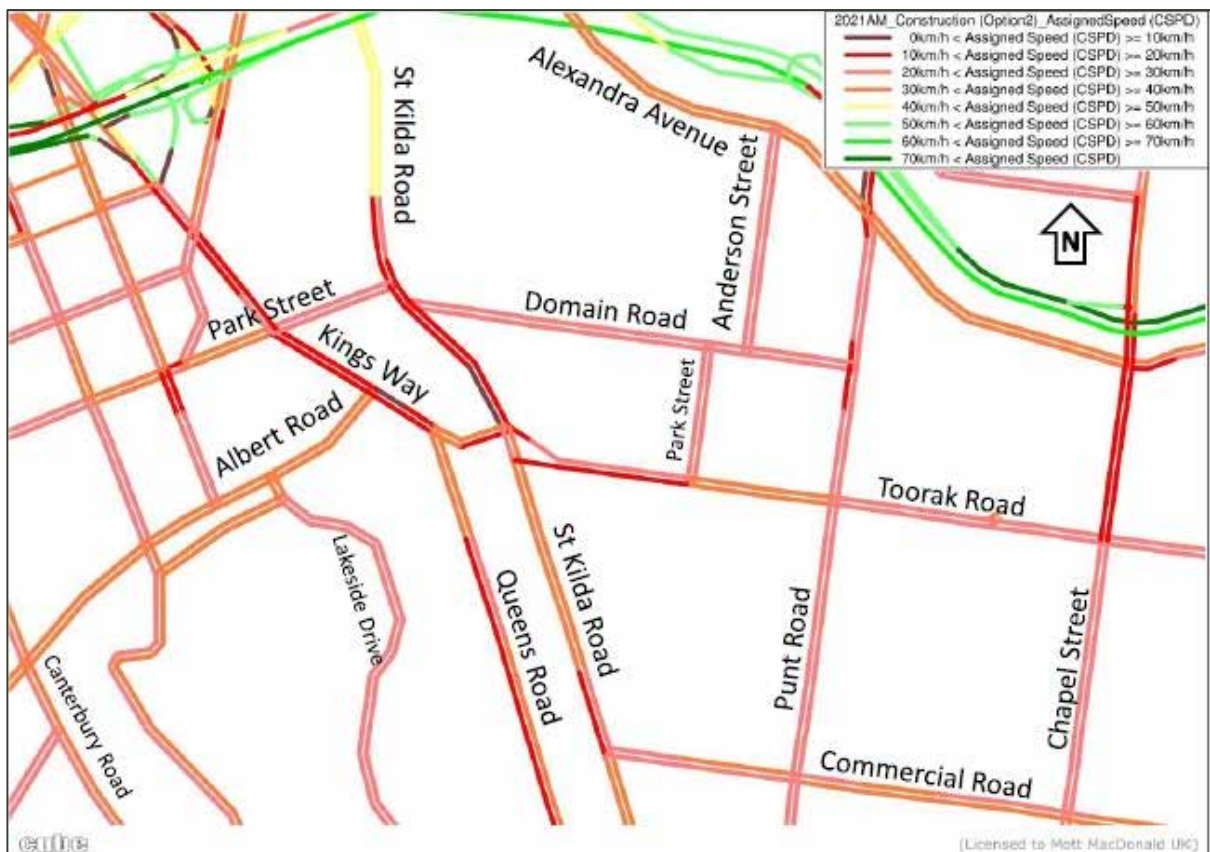 2021AM_Construction (Option2)_AssignedSpeed (CSPD)
0km/h < Assigned Speed (CSPD) >= 10km/h
10km/h < Assigned Speed (CSPD) >= 20km/h
20km/h < Assigned Speed (CSPD) >= 30km/h
30km/h < Assigned Speed (CSPD) >= 40km/h
40km/h < Assigned Speed (CSPD) >= 50km/h
50km/h < Assigned Speed (CSPD) >= 60km/h
60km/h < Assigned Speed (CSPD) >= 70km/h
70km/h < Assigned Speed (CSPD)
St Kilda Road
Alexandra Avenue
Anderson Street
N
Park Street
Domain Road
Kings Way
Park Street
Albert Road
Toorak Road
Lakeside Drive
Queens Road
St Kilda Road
Punt Road
Chapel Street
Canterbury Road
Commercial Road
cube
(Licensed to Mott MacDonald UK)